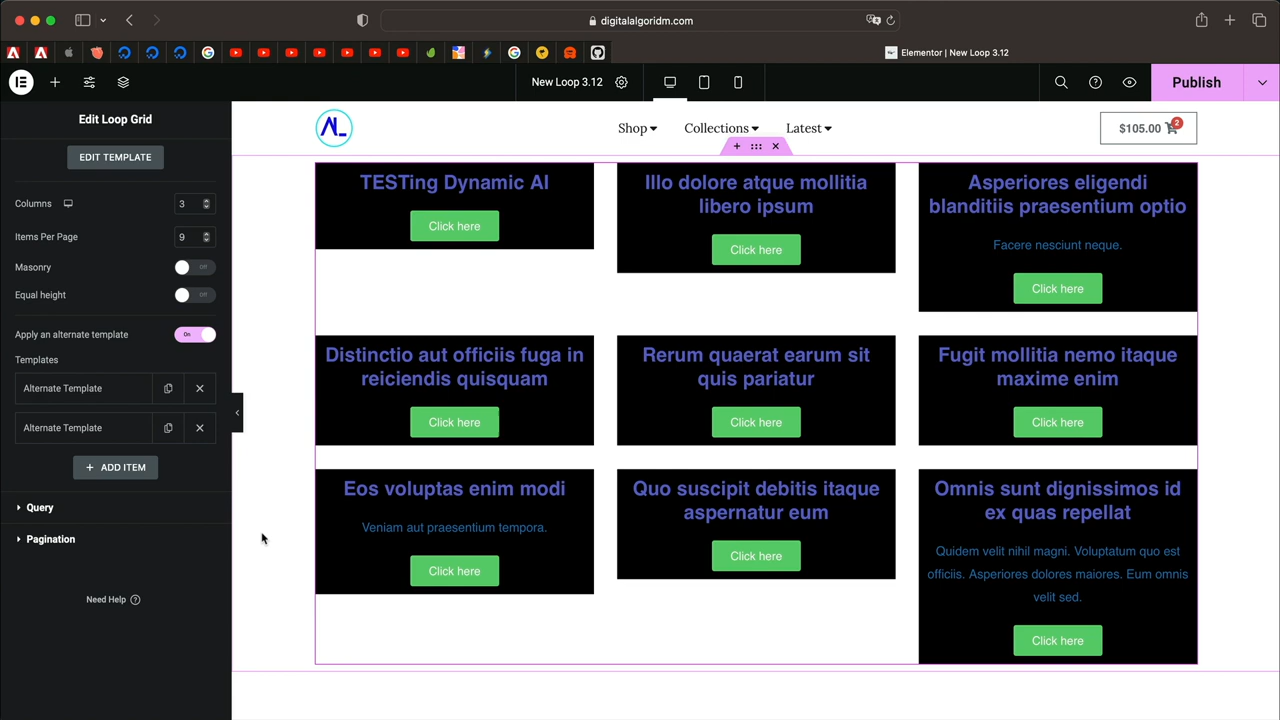 digitalalgoridm.com
Elementor | New Loop 3.12
New Loop 3.12
Publish
Edit Loop Grid
EDIT TEMPLATE
Columns
3
Items Per Page
9
Masonry
Off
Equal height
Off
Apply an alternate template
On
Templates
Alternate Template
Alternate Template
+ ADD ITEM
Query
Pagination
Need Help ?
AL
Shop
Collections
Latest
$105.00
2
TESTing Dynamic AI
Click here
Illo dolore atque mollitia
libero ipsum
Click here
Asperiores eligendi
blanditiis praesentium optio
Facere nesciunt neque.
Click here
Distinctio aut officiis fuga in
reiciendis quisquam
Click here
Rerum quaerat earum sit
quis pariatur
Click here
Fugit mollitia nemo itaque
maxime enim
Click here
Eos voluptas enim modi
Veniam aut praesentium tempora.
Click here
Quo suscipit debitis itaque
aspernatur eum
Click here
Omnis sunt dignissimos id
ex quas repellat
Quidem velit nihil magni. Voluptatum quo est
officiis. Asperiores dolores maiores. Eum omnis
velit sed.
Click here